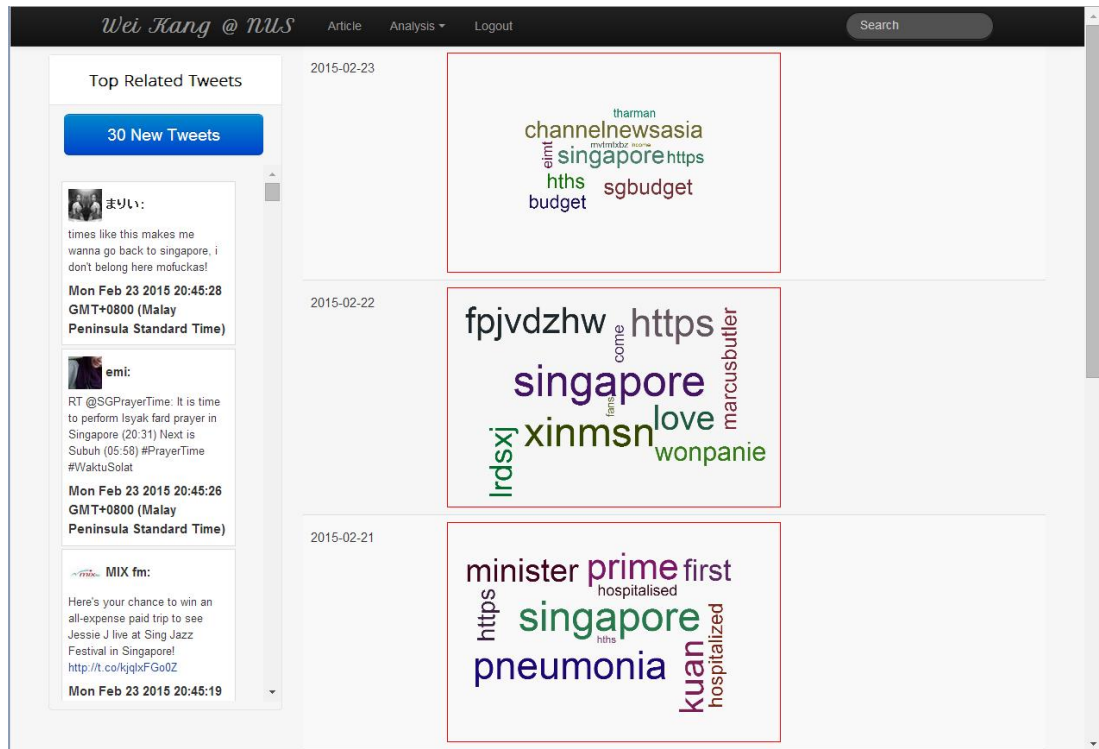 Wei Kang @ NUS
Article
Analysis
Logout
Search
Top Related Tweets
30 New Tweets
まりい:
times like this makes me
wanna go back to singapore, i
don't belong here mofuckas!
Mon Feb 23 2015 20:45:28
GMT+0800 (Malay
Peninsula Standard Time)
emi:
RT @SGPrayerTime: It is time
to perform Isyak fard prayer in
Singapore (20:31) Next is
Subuh (05:58) #PrayerTime
#WaktuSolat
Mon Feb 23 2015 20:45:26
GMT+0800 (Malay
Peninsula Standard Time)
mix
MIX fm:
Here's your chance to win an
all-expense paid trip to see
Jessie J live at Sing Jazz
Festival in Singapore!
http://t.co/kjqlxFGo0Z
Mon Feb 23 2015 20:45:19
2015-02-23
tharman
channelnewsasia
income
eimt
singapore
https
hths
sgbudget
budget
2015-02-22
fpjvdzhw
https
come
marcusbutler
singapore
fans
love
xinmsn
wonpanie
lrdsxj
2015-02-21
minister
prime
first
hospitalised
https
singapore
hths
hospitalized
pneumonia
kuan